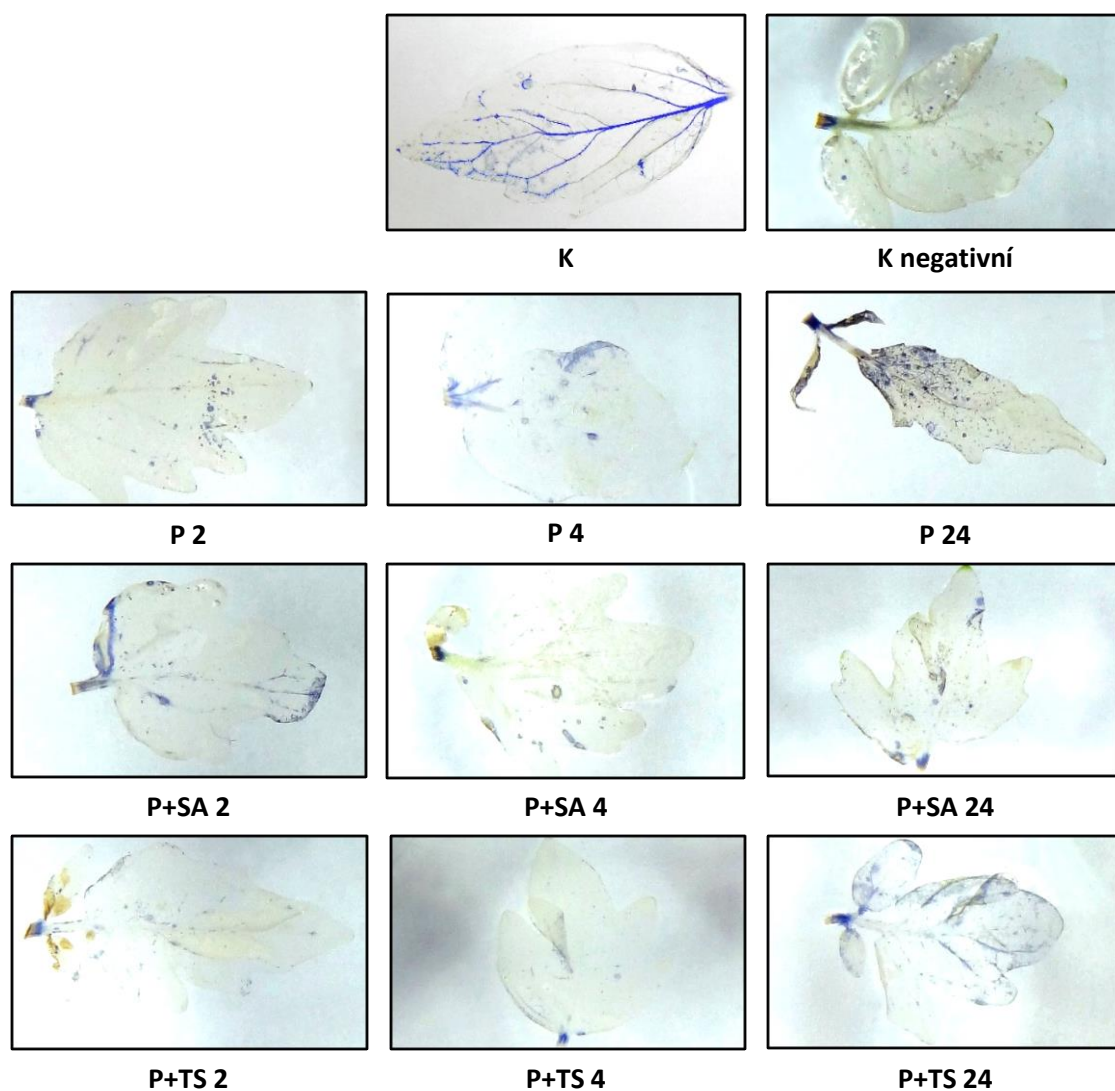 K
K negativní
P 2
P 4
P 24
P+SA 2
P+SA 4
P+SA 24
P+TS 2
P+TS 4
P+TS 24